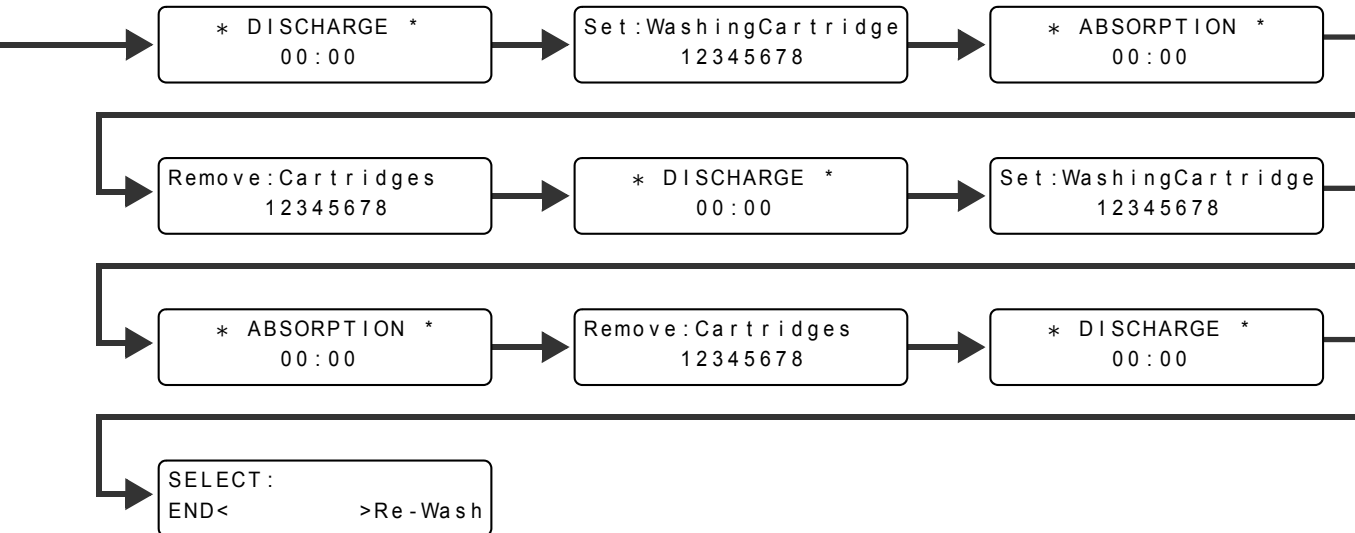 * DISCHARGE *
00:00
Set:WashingCartridge
12345678
* ABSORPTION *
00:00
Remove:Cartridges
12345678
* DISCHARGE *
00:00
Set:WashingCartridge
12345678
* ABSORPTION *
00:00
Remove:Cartridges
12345678
* DISCHARGE *
00:00
SELECT:
END< >Re-Wash